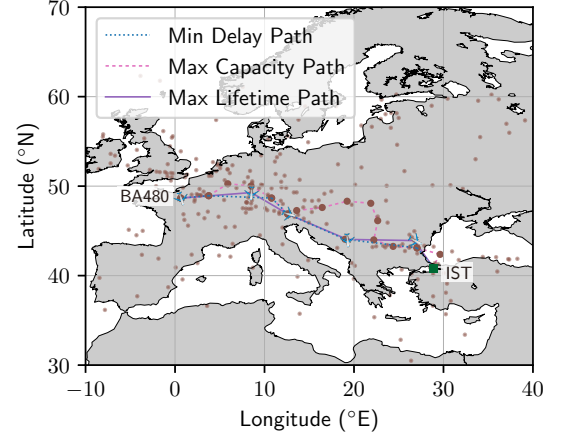 70
60
50
40
30
Latitude (°N)
Min Delay Path
Max Capacity Path
Max Lifetime Path
BA480
IST
−10
0
10
20
30
40
Longitude (°E)